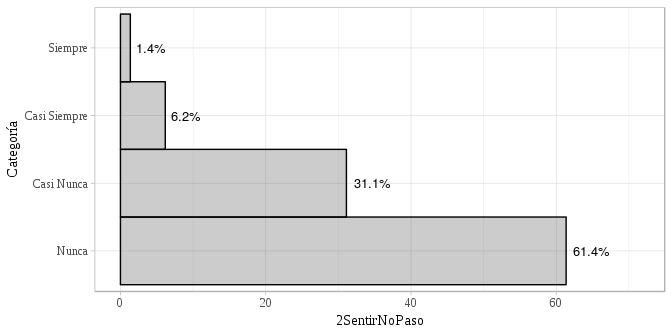 Siempre
1.4%
Casi Siempre
6.2%
Casi Nunca
31.1%
Nunca
61.4%
Categoría
0
20
40
60
2SentirNoPaso